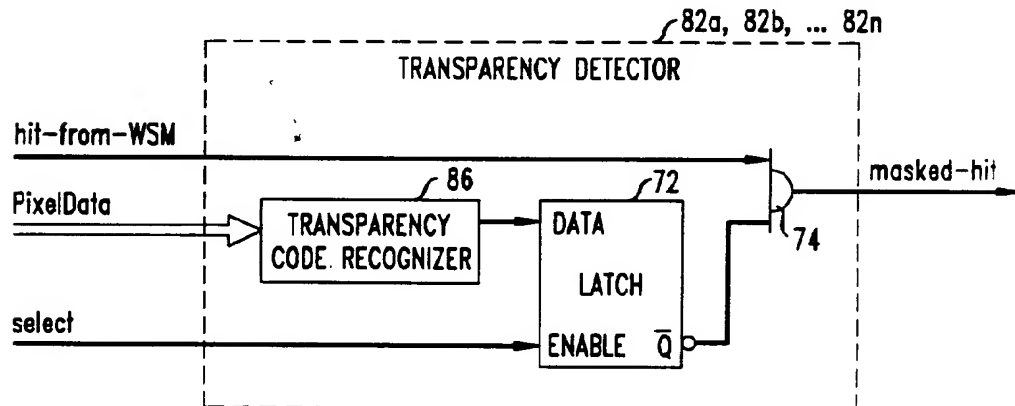 82a, 82b, ... 82n
TRANSPARENCY DETECTOR
hit-from-WSM
masked-hit
PixelData
86
72
TRANSPARENCY
CODE. RECOGNIZER
DATA
74
LATCH
select
ENABLE Q̅